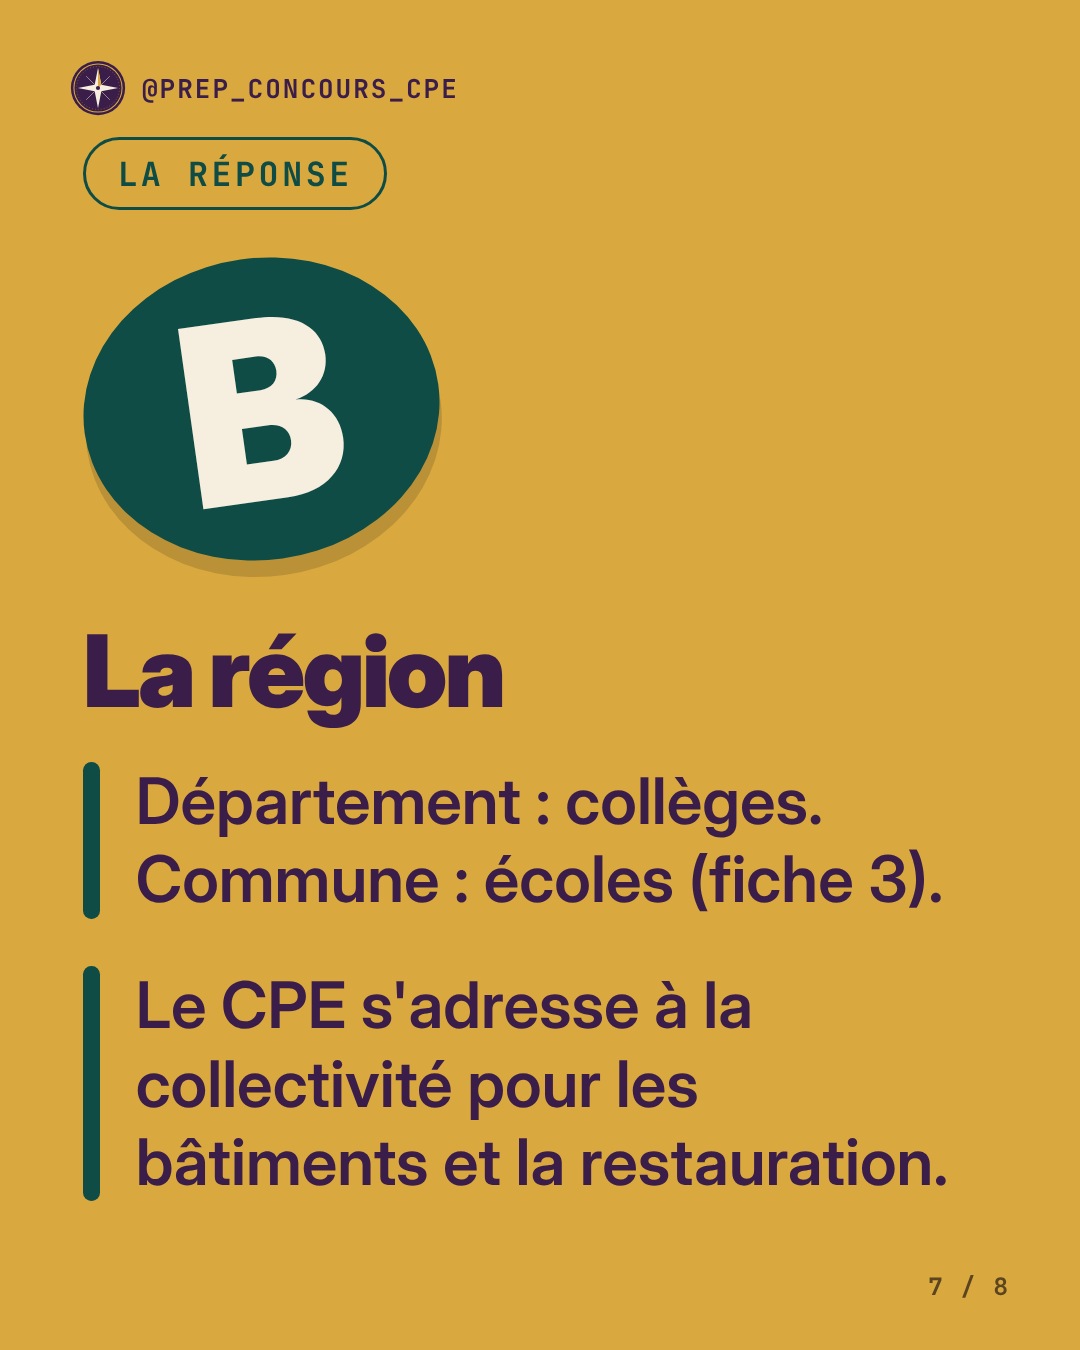 @PREP_CONCOURS_CPE
LA RÉPONSE
B
La région
Département : collèges.
Commune : écoles (fiche 3).
Le CPE s'adresse à la
collectivité pour les
bâtiments et la restauration.
7 / 8